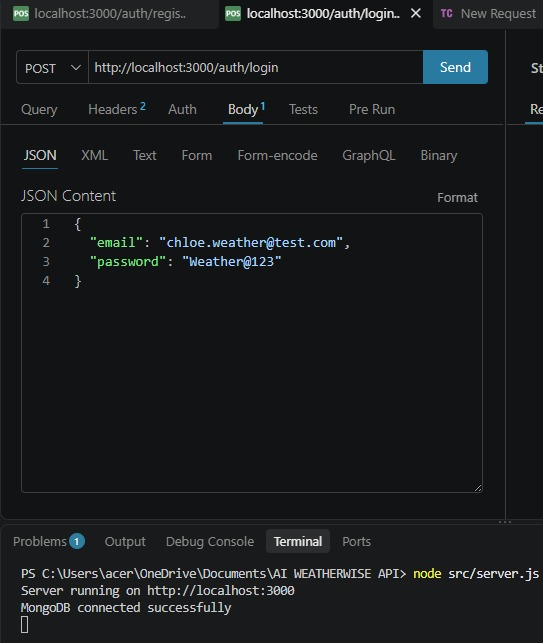 POS localhost:3000/auth/regis.. POS localhost:3000/auth/login.. × TC New Request
POST http://localhost:3000/auth/login Send St
Query Headers 2 Auth Body 1 Tests Pre Run Re
JSON XML Text Form Form-encode GraphQL Binary
JSON Content Format
1 {
2 "email": "chloe.weather@test.com",
3 "password": "Weather@123"
4 }
Problems 1 Output Debug Console Terminal Ports
PS C:\Users\acer\OneDrive\Documents\AI WEATHERWISE API> node src/server.js
Server running on http://localhost:3000
MongoDB connected successfully